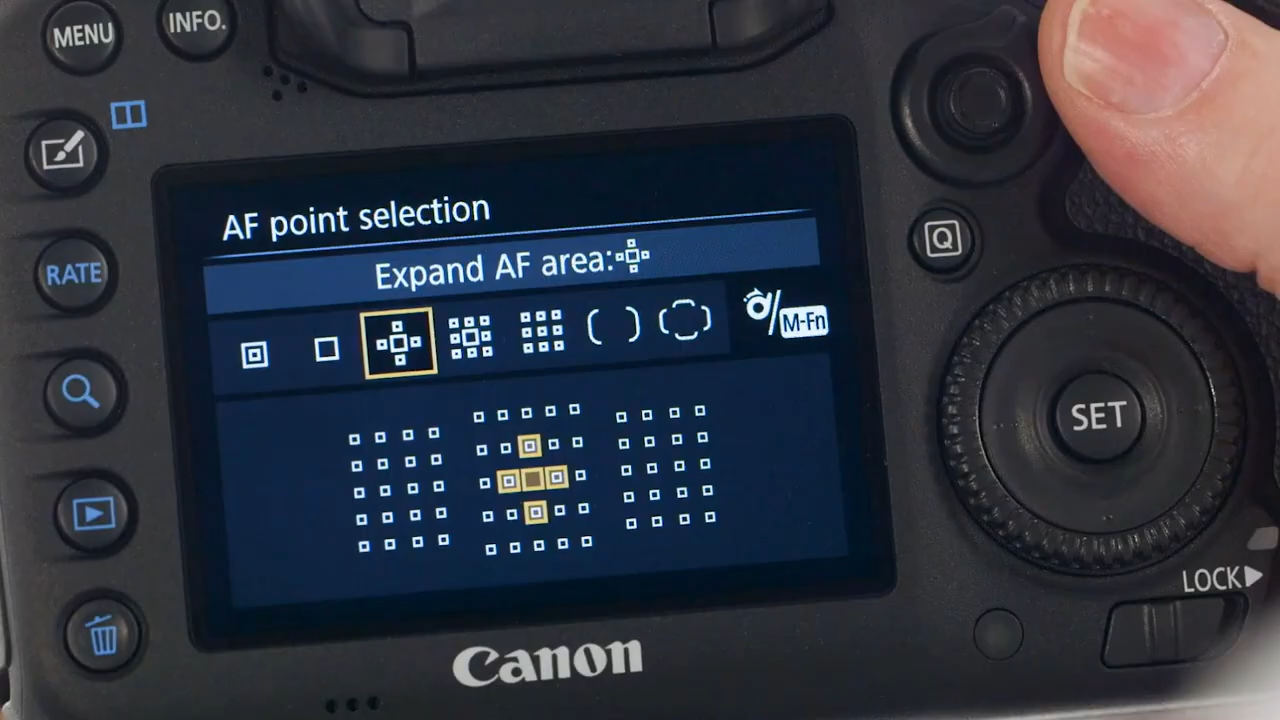 MENU
INFO.
RATE
AF point selection
Expand AF area:
M-Fn
Q
SET
LOCK
Canon